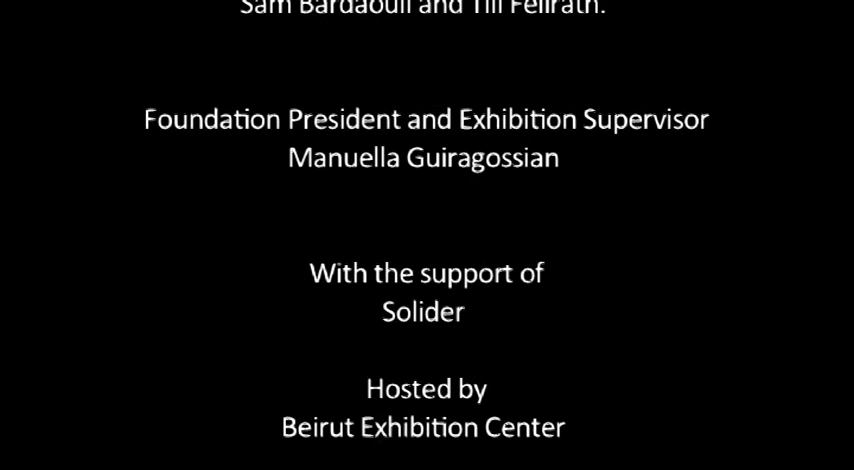 Sam Bardaouil and Till Fellrath.
Foundation President and Exhibition Supervisor
Manuella Guiragossian
With the support of
Solider
Hosted by
Beirut Exhibition Center